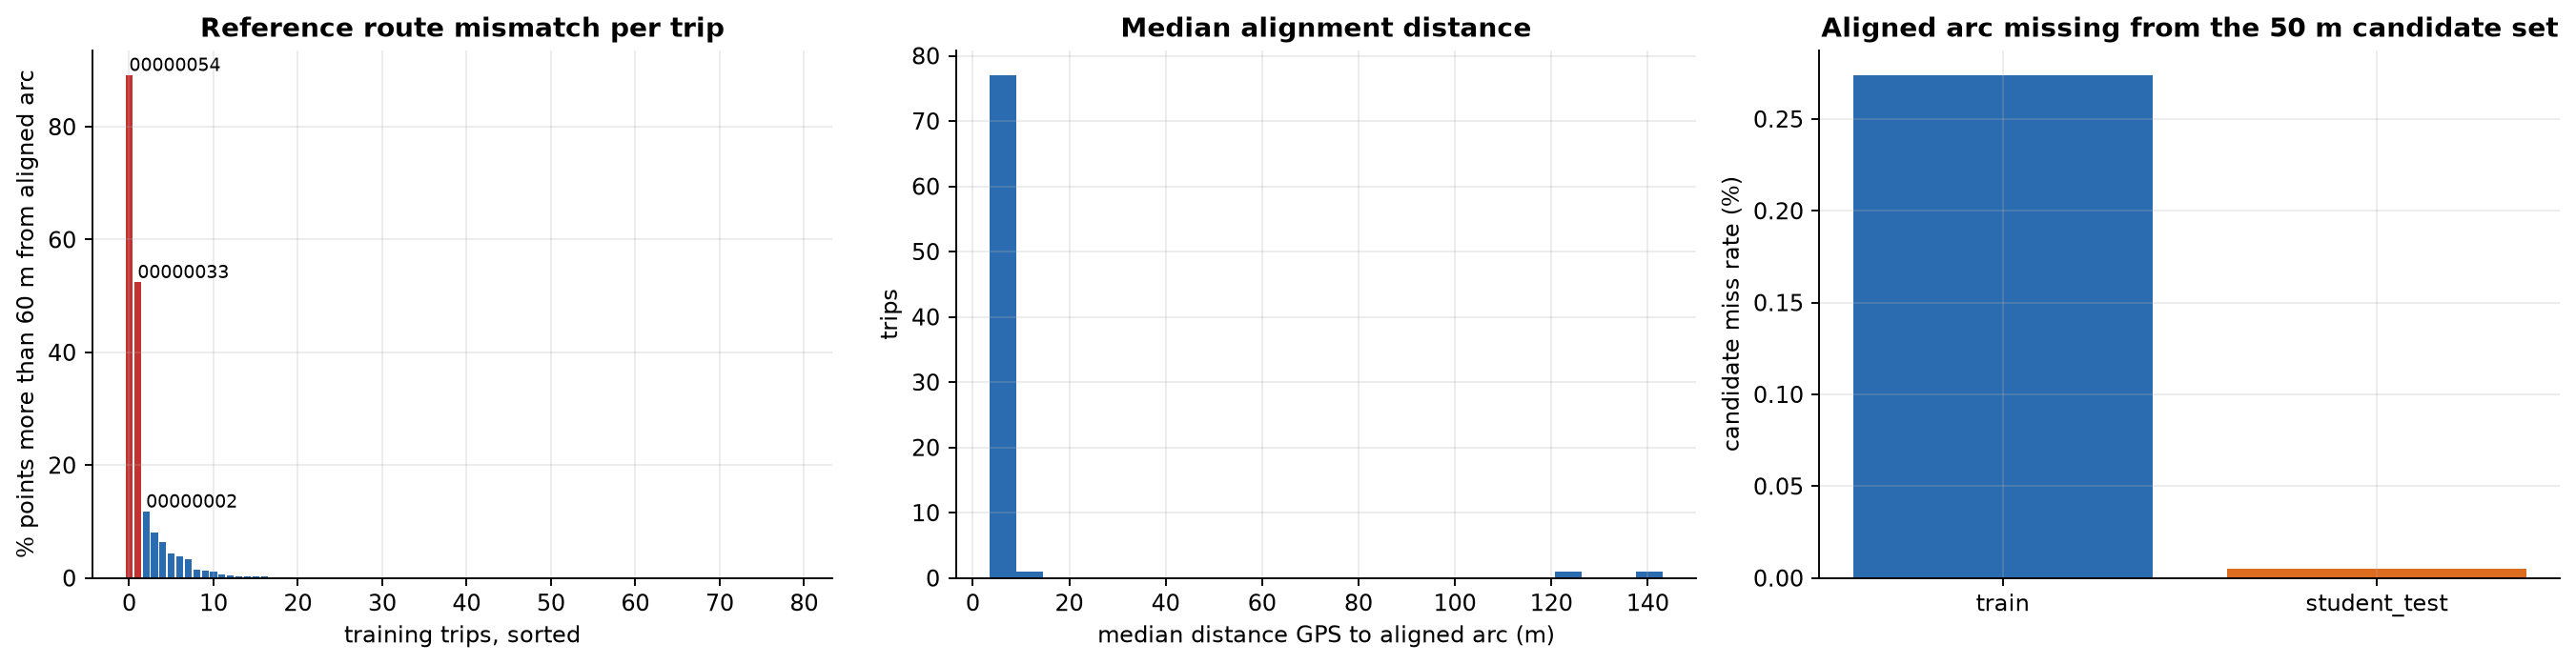 Reference route mismatch per trip
% points more than 60 m from aligned arc
80
60
40
20
0
00000054
00000033
00000002
0 10 20 30 40 50 60 70 80
training trips, sorted
Median alignment distance
trips
80
70
60
50
40
30
20
10
0
0 20 40 60 80 100 120 140
median distance GPS to aligned arc (m)
Aligned arc missing from the 50 m candidate set
candidate miss rate (%)
0.25
0.20
0.15
0.10
0.05
0.00
train student_test